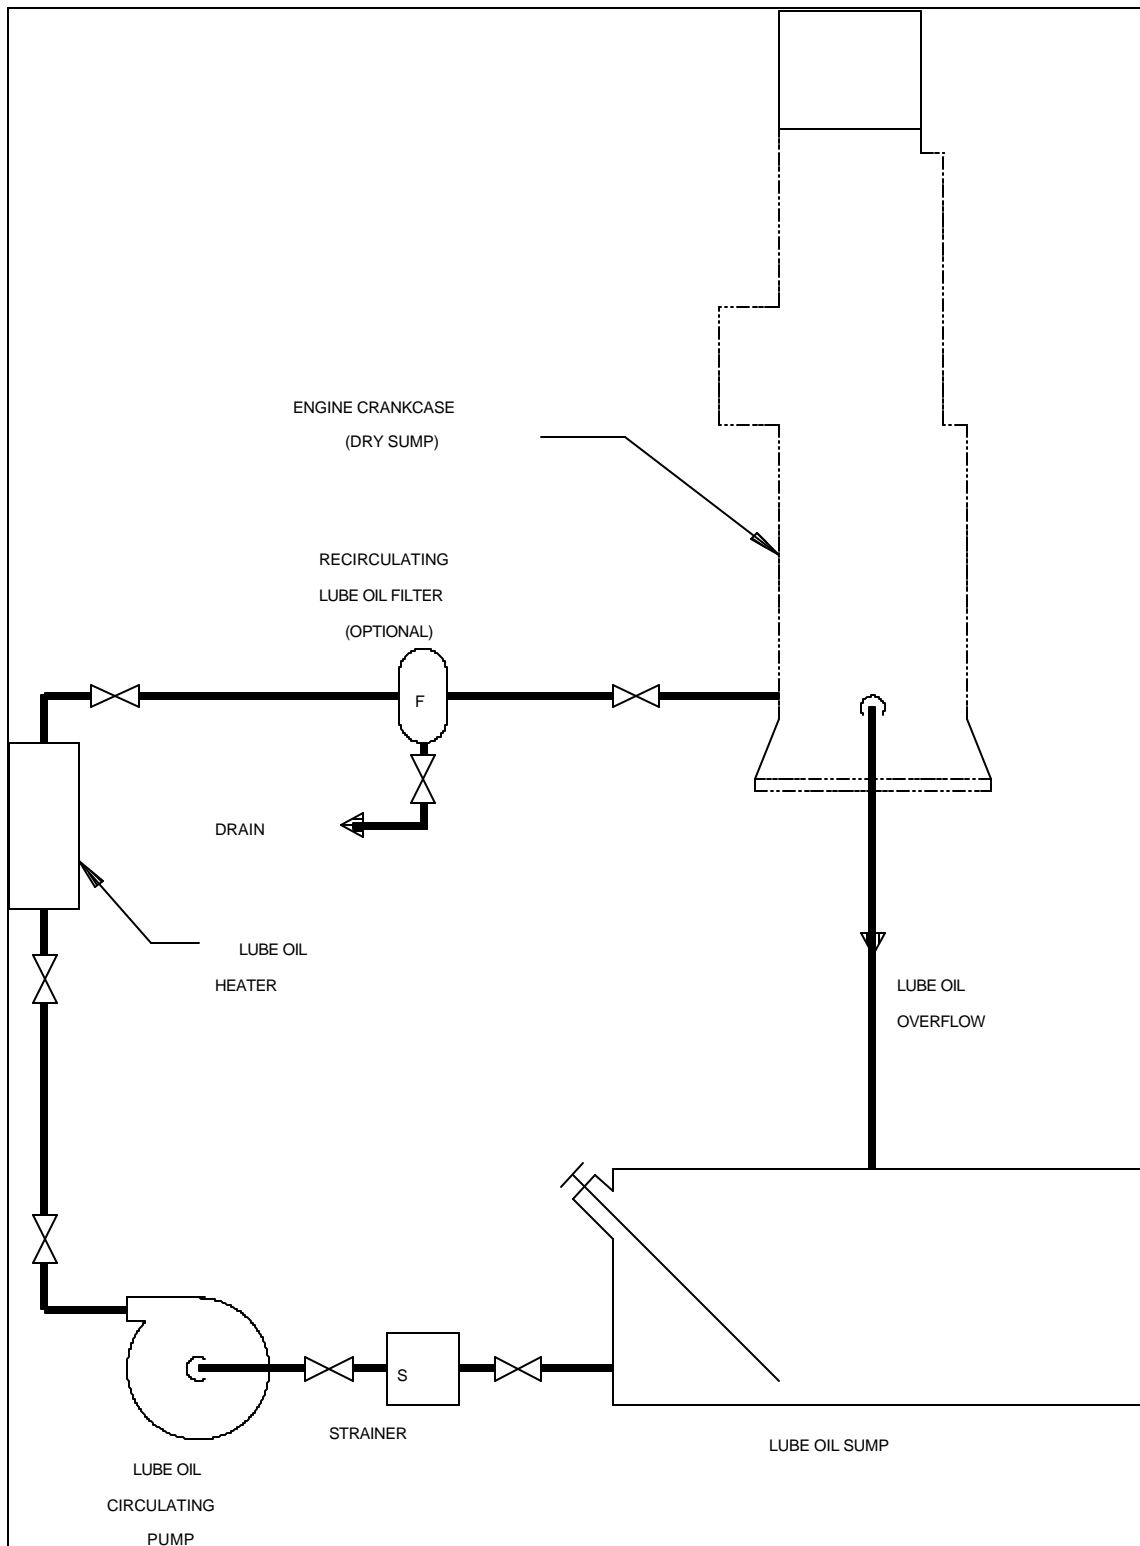 ENGINE CRANKCASE
(DRY SUMP)
RECIRCULATING
LUBE OIL FILTER
(OPTIONAL)
F
DRAIN
LUBE OIL
HEATER
LUBE OIL
OVERFLOW
S
STRAINER
LUBE OIL SUMP
LUBE OIL
CIRCULATING
PUMP